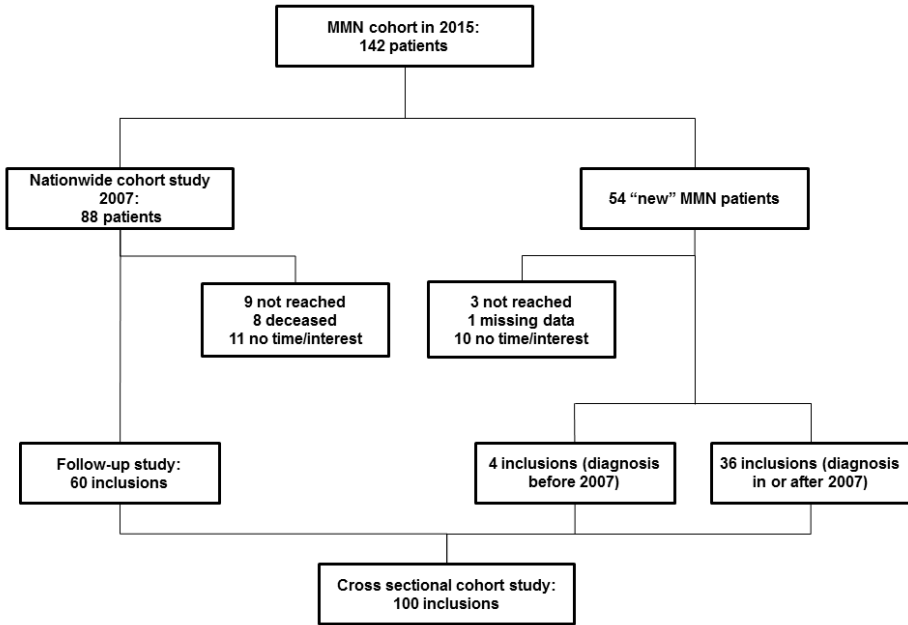 MMN cohort in 2015:
142 patients
Nationwide cohort study
2007:
88 patients
54 “new” MMN patients
9 not reached
8 deceased
11 no time/interest
3 not reached
1 missing data
10 no time/interest
Follow-up study:
60 inclusions
4 inclusions (diagnosis
before 2007)
36 inclusions (diagnosis
in or after 2007)
Cross sectional cohort study:
100 inclusions